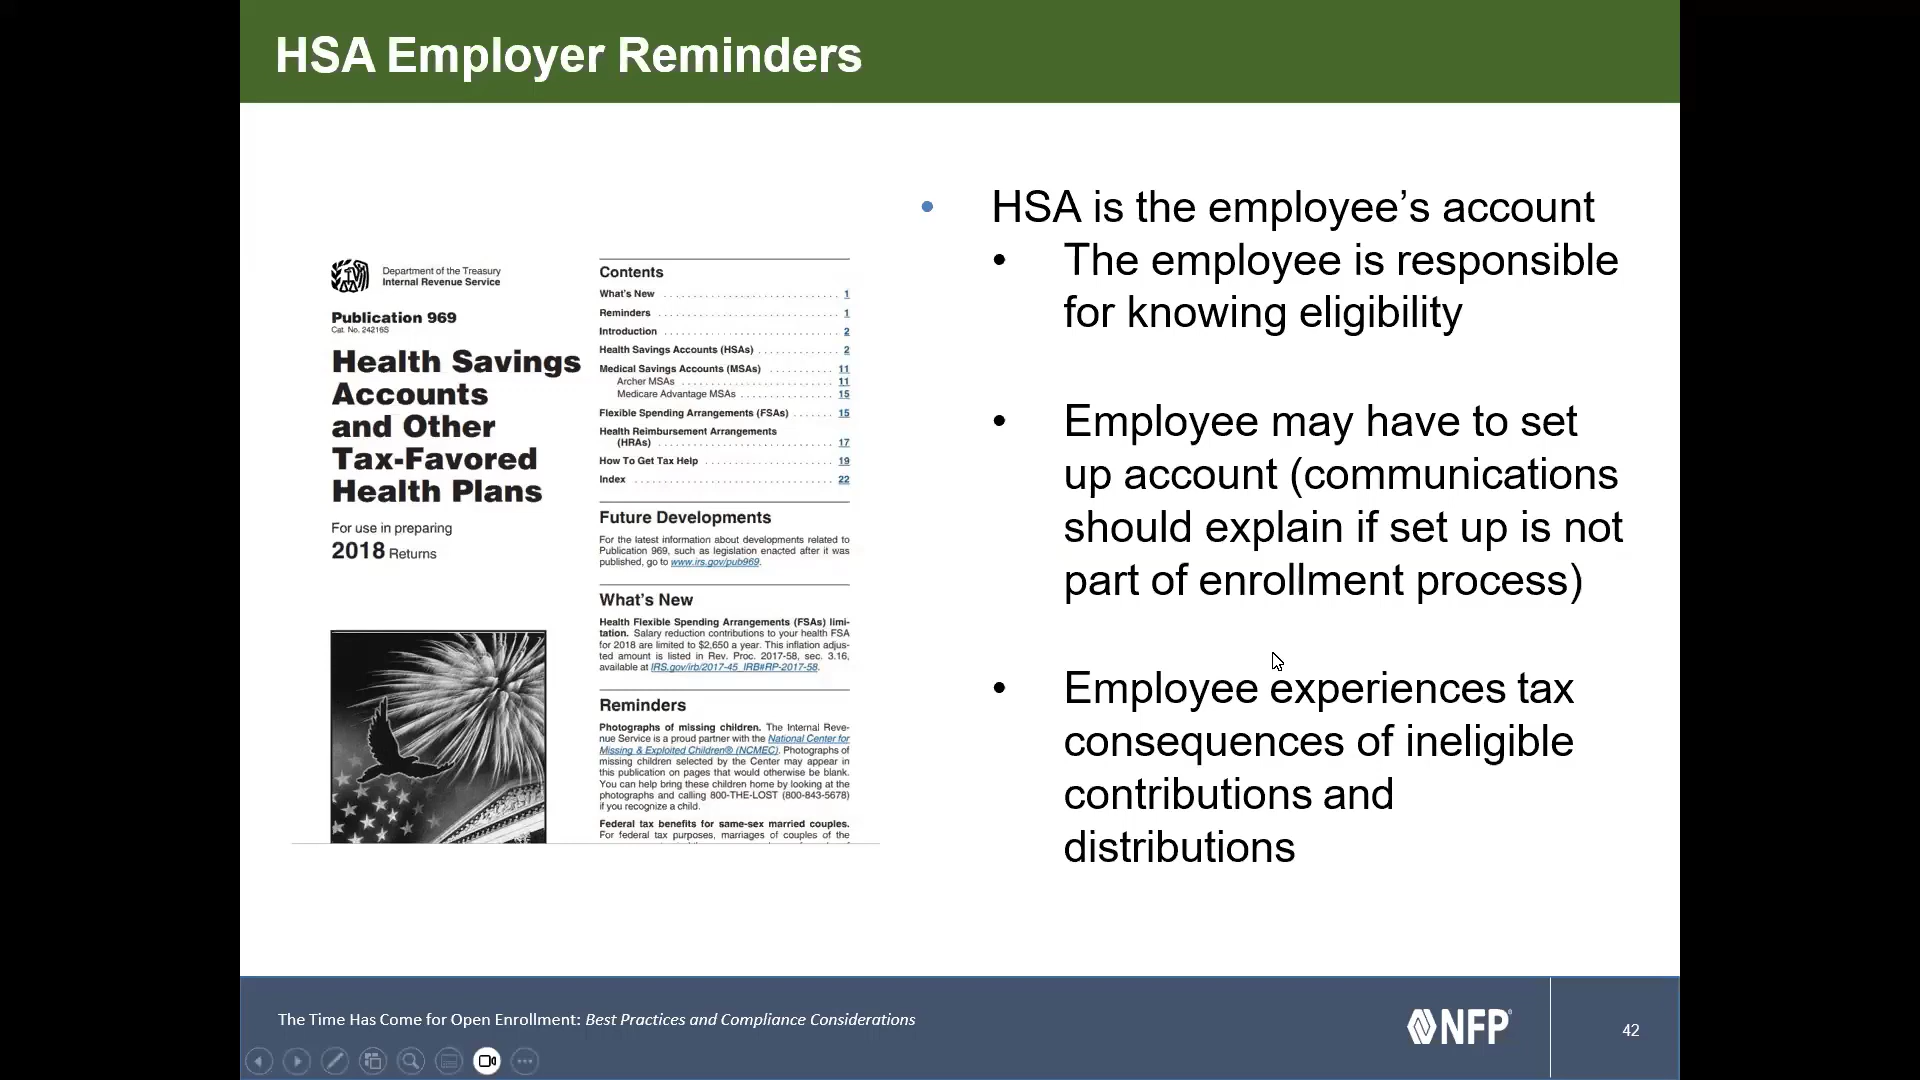 HSA Employer Reminders
Department of the Treasury
Internal Revenue Service
Publication 969
Cat. No. 24216S
Health Savings
Accounts
and Other
Tax-Favored
Health Plans
For use in preparing
2018 Returns
Contents
What's New . . . . . . . . . . . . . . . . . . . . . . . . . . . . . 1
Reminders . . . . . . . . . . . . . . . . . . . . . . . . . . . . . 1
Introduction . . . . . . . . . . . . . . . . . . . . . . . . . . . . 2
Health Savings Accounts (HSAs) . . . . . . . . . . . . . 2
Medical Savings Accounts (MSAs) . . . . . . . . . . 11
Archer MSAs . . . . . . . . . . . . . . . . . . . . . . . . . 11
Medicare Advantage MSAs . . . . . . . . . . . . . . . 15
Flexible Spending Arrangements (FSAs) . . . . . . 15
Health Reimbursement Arrangements
(HRAs) . . . . . . . . . . . . . . . . . . . . . . . . . . . . 17
How To Get Tax Help . . . . . . . . . . . . . . . . . . . . 19
Index . . . . . . . . . . . . . . . . . . . . . . . . . . . . . . . 22
Future Developments
For the latest information about developments related to
Publication 969, such as legislation enacted after it was
published, go to www.irs.gov/pub969.
What's New
Health Flexible Spending Arrangements (FSAs) limi-
tation. Salary reduction contributions to your health FSA
for 2018 are limited to $2,650 a year. This inflation adjus-
ted amount is listed in Rev. Proc. 2017-58, sec. 3.16,
available at IRS.gov/irb/2017-45_IRB#RP-2017-58.
Reminders
Photographs of missing children. The Internal Reve-
nue Service is a proud partner with the National Center for
Missing & Exploited Children® (NCMEC). Photographs of
missing children selected by the Center may appear in
this publication on pages that would otherwise be blank.
You can help bring these children home by looking at the
photographs and calling 800-THE-LOST (800-843-5678)
if you recognize a child.
Federal tax benefits for same-sex married couples.
For federal tax purposes, marriages of couples of the
• HSA is the employee's account
• The employee is responsible
for knowing eligibility
• Employee may have to set
up account (communications
should explain if set up is not
part of enrollment process)
• Employee experiences tax
consequences of ineligible
contributions and
distributions
The Time Has Come for Open Enrollment: Best Practices and Compliance Considerations
NFP®
42